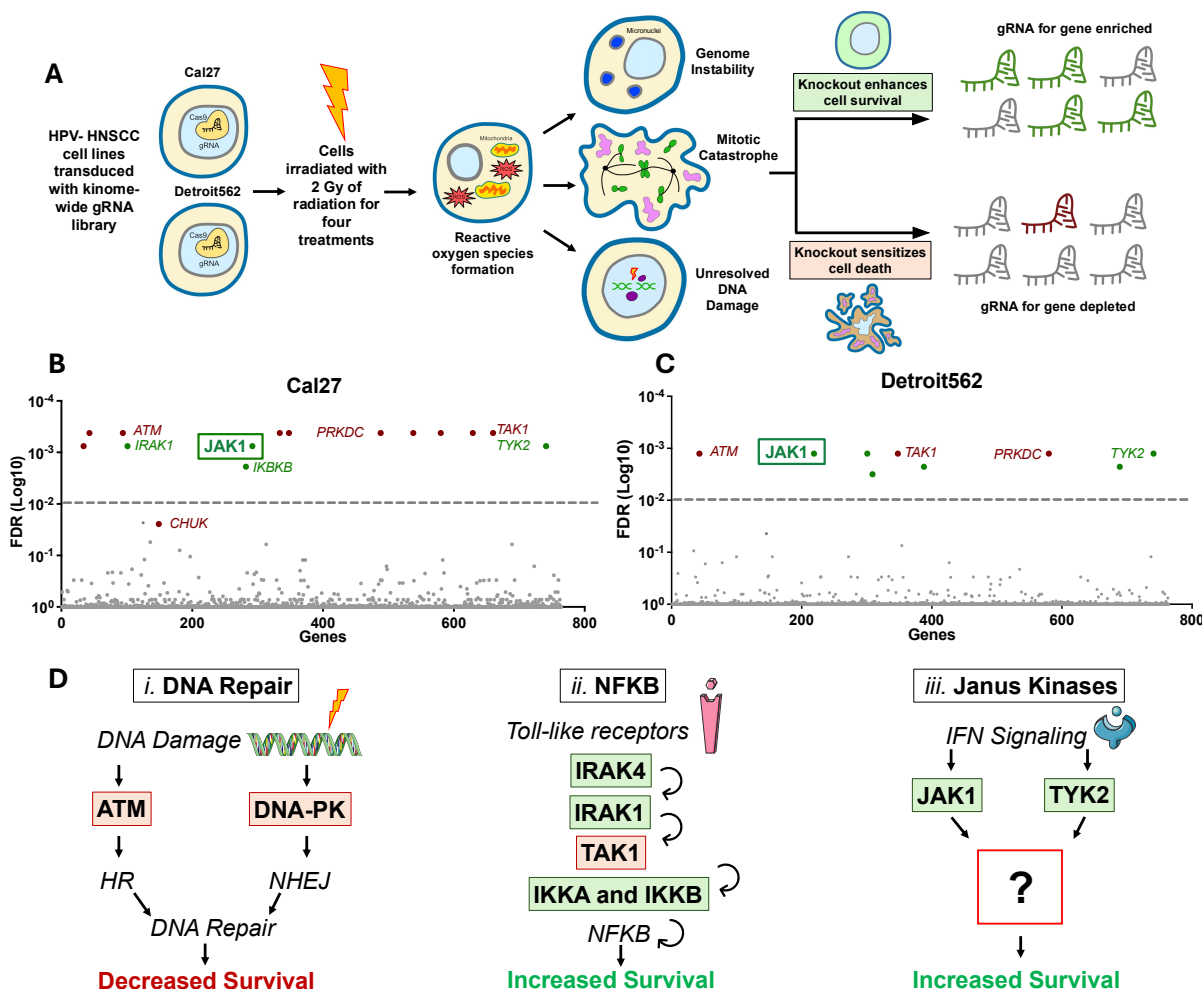 A
HPV- HNSCC
cell lines
transduced
with kinome-
wide gRNA
library
Cal27
Cas9
gRNA
Detroit562
Cas9
gRNA
Cells
irradiated with
2 Gy of
radiation for
four
treatments
Mitochondria
ROS
ROS
Reactive
oxygen species
formation
Micronuclei
Genome
Instability
Mitotic
Catastrophe
Unresolved
DNA
Damage
Knockout enhances
cell survival
Knockout sensitizes
cell death
gRNA for gene enriched
gRNA for gene depleted
B
Cal27
FDR (Log10)
10-4
10-3
10-2
10-1
100
ATM
IRAK1
JAK1
IKBKB
PRKDC
TAK1
TYK2
CHUK
0
200
400
600
800
Genes
C
Detroit562
FDR (Log10)
10-4
10-3
10-2
10-1
100
ATM
JAK1
TAK1
PRKDC
TYK2
0
200
400
600
800
Genes
D
i. DNA Repair
DNA Damage
ATM
DNA-PK
HR
NHEJ
DNA Repair
Decreased Survival
ii. NFKB
Toll-like receptors
IRAK4
IRAK1
TAK1
IKKA and IKKB
NFKB
Increased Survival
iii. Janus Kinases
IFN Signaling
JAK1
TYK2
?
Increased Survival